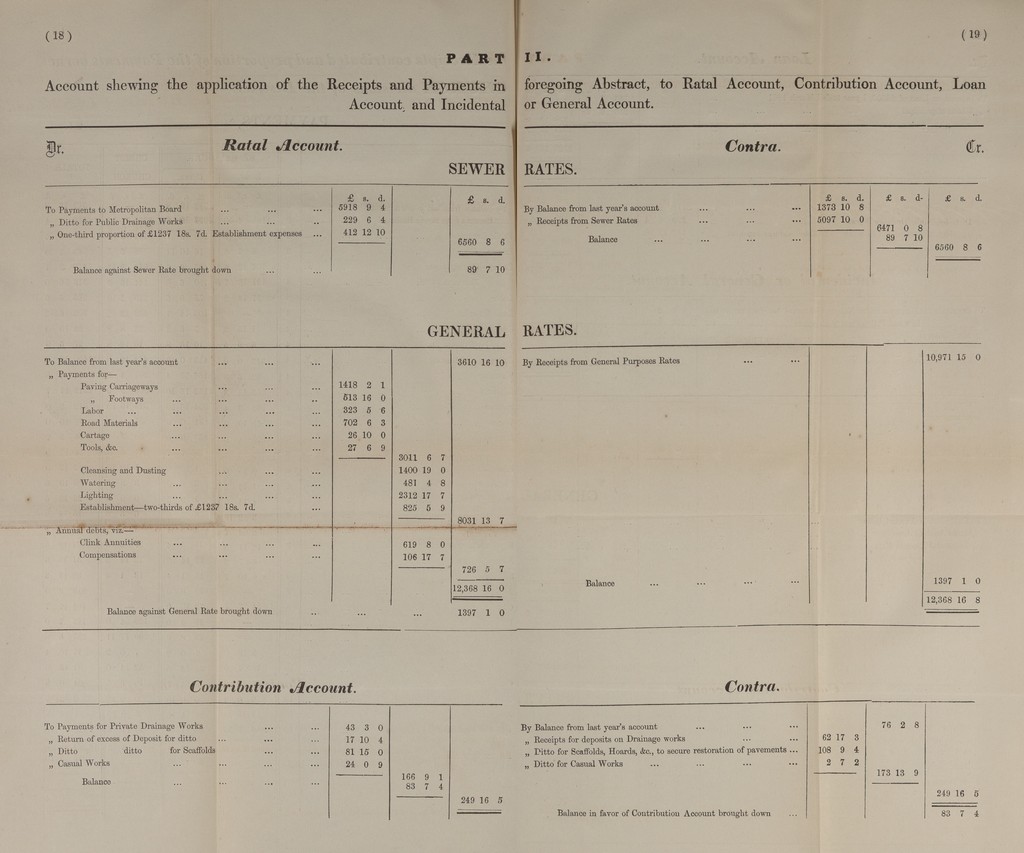 ( 18 )
( 19 )
PART II.
Account shewing the application of the Receipts and Payments in foregoing Abstract, to Ratal Account, Contribution Account, Loan
Account, and Incidental or General Account.
Dr. Ratal Account. Contra. Cr.
SEWER RATES.
£ s. d. £ s. d.
To Payments to Metropolitan Board ... ... ... 5918 9 4
„ Ditto for Public Drainage Works ... ... .. 229 6 4
„ One-third proportion of £1237 18s. 7d. Establishment expenses ... 412 12 10
6560 8 6
Balance against Sewer Rate brought down ... ... 89 7 10
£ s. d. £ s. d- £ s. d.
By Balance from last year's account ... ... ... 1373 10 8
„ Receipts from Sewer Rates ... ... ... 5097 10 0
6471 0 8
Balance ... ... ... ... 89 7 10
6560 8 6
GENERAL RATES.
To Balance from last year's account ... ... ... 3610 16 10
„ Payments for—
Paving Carriageways ... ... ... 1418 2 1
„ Footways ... ... ... .. 513 16 0
Labor ... ... ... ... ... 323 5 6
Road Materials ... ... ... ... 702 6 3
Cartage ... ... ... ... 26 10 0
Tools, &c. ... ... ... ... 27 6 9
3011 6 7
Cleansing and Dusting ... ... ... 1400 19 0
Watering ... ... ... ... 481 4 8
Lighting ... ... ... ... 2312 17 7
Establishment—two-thirds of £1237 18s. 7d. ... 825 5 9
8031 13 7
„ Annual debts, viz.—
Clink Annuities ... ... ... ... 619 8 0
Compensations ... ... ... ... 106 17 7
726 5 7
12,368 16 0
Balance against General Rate brought down .. ... ... 1397 1 0
By Receipts from General Purposes Rates ... ... 10,971 15 0
Balance ... ... ... ... 1397 1 0
12,368 16 8
Contribution Account. Contra.
To Payments for Private Drainage Works ... ... 43 3 0
„ Return of excess of Deposit for ditto ... ... ... 17 10 4
„ Ditto ditto for Scaffolds ... ... 81 15 0
„ Casual Works ... ... ... ... 24 0 9
166 9 1
Balance ... ... ... ... 83 7 4
249 16 5
By Balance from last year's account ... ... ... 76 2 8
„ Receipts for deposits on Drainage works ... ... 62 17 3
„ Ditto for Scaffolds, Hoards, &c., to secure restoration of pavements ... 108 9 4
„ Ditto for Casual Works ... ... ... ... 2 7 2
173 13 9
249 16 5
Balance in favor of Contribution Account brought down ... 83 7 4